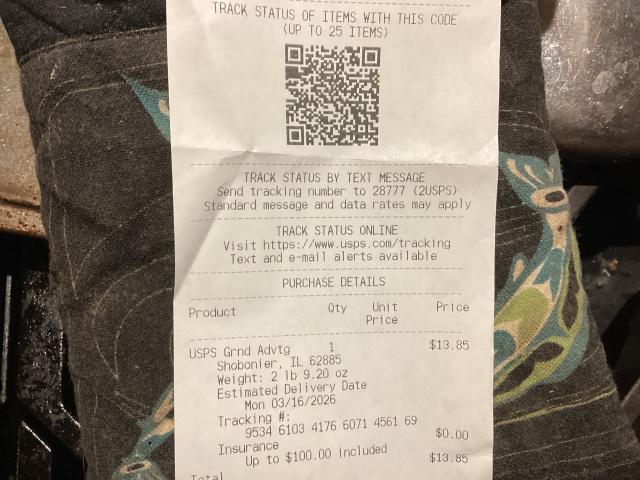 TRACK STATUS OF ITEMS WITH THIS CODE
(UP TO 25 ITEMS)
TRACK STATUS BY TEXT MESSAGE
Send tracking number to 28777 (2USPS)
Standard message and data rates may apply
TRACK STATUS ONLINE
Visit https://www.usps.com/tracking
Text and e-mail alerts available
PURCHASE DETAILS
Product Qty Unit Price
Price
USPS Grnd Advtg 1 $13.85
Shobonier, IL 62885
Weight: 2 lb 9.20 oz
Estimated Delivery Date
Mon 03/16/2026
Tracking #:
9534 6103 4176 6071 4561 69
Insurance $0.00
Up to $100.00 included
$13.85
Total